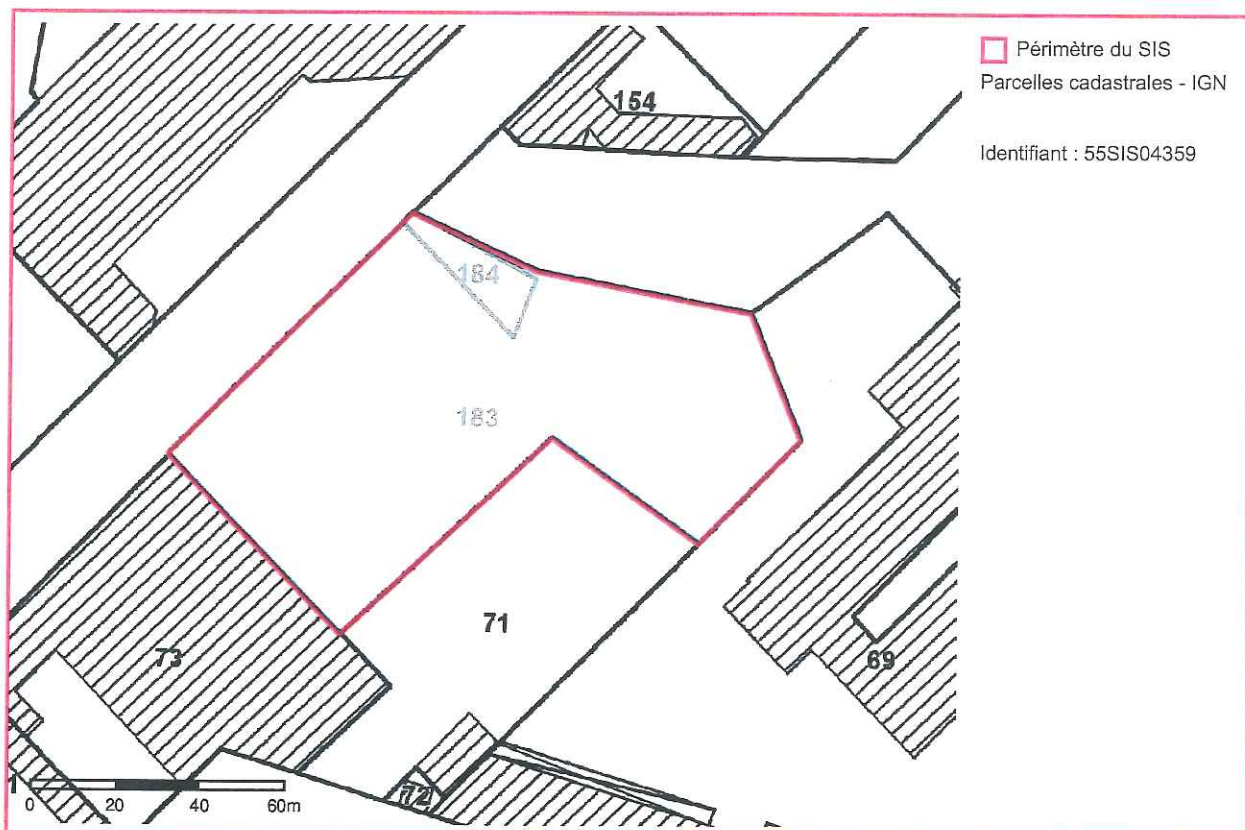 Périmètre du SIS
Parcelles cadastrales - IGN
Identifiant : 55SIS04359
154
184
183
71
73
69
72
1
0 20 40 60m